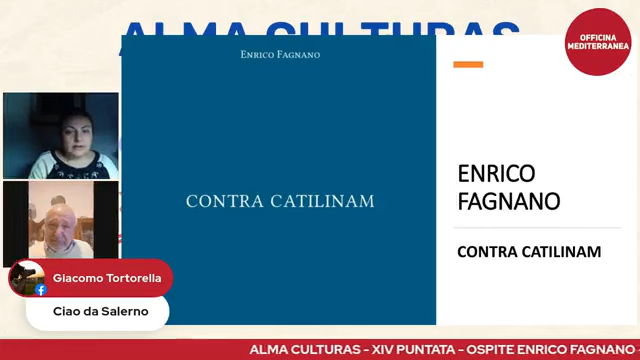 ALMA CULTURAS
OFFICINA
MEDITERRANEA
ENRICO FAGNANO
CONTRA CATILINAM
ENRICO
FAGNANO
CONTRA CATILINAM
Giacomo Tortorella
Ciao da Salerno
ALMA CULTURAS - XIV PUNTATA - OSPITE ENRICO FAGNANO -